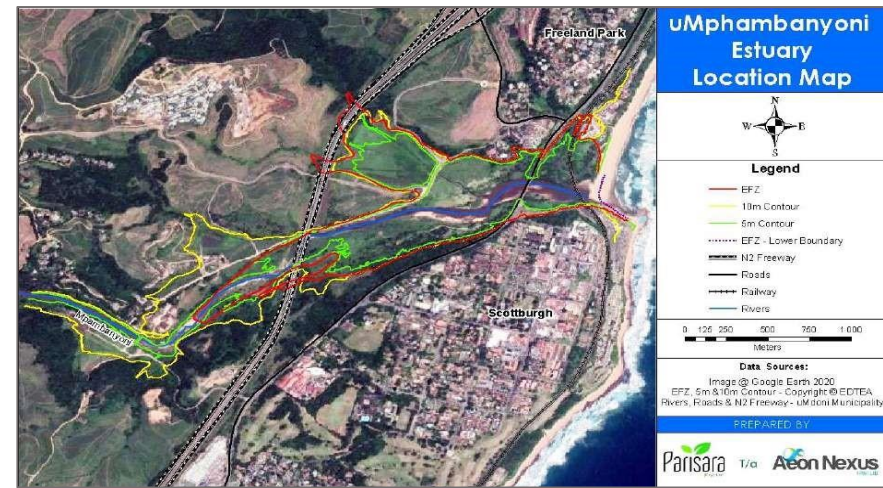 uMphambanyoni
Estuary
Location Map
N
W E
S
Legend
EFZ
10m Contour
5m Contour
EFZ - Lower Boundary
N2 Freeway
Roads
Railway
Rivers
0 125 250 500 750 1 000
Meters
Data Sources:
Image @ Google Earth 2020
EFZ, 5m &10m Contour - Copyright © EDTEA
Rivers, Roads & N2 Freeway - uMdoni Municipality
PREPARED BY
Parisara
T/a
Aeon Nexus
Freeland Park
Scottburgh
Mpambanyoni